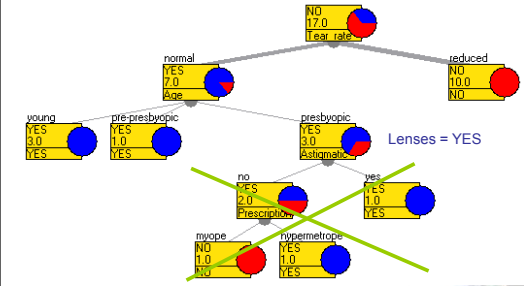 NO
17.0
Tear rate
normal
reduced
YES
7.0
Age
NO
10.0
NO
young
pre-presbyopic
presbyopic
YES
3.0
YES
YES
1.0
YES
YES
3.0
Astigmatic
Lenses = YES
no
yes
YES
2.0
Prescription
YES
1.0
YES
myope
hypermetrope
NO
1.0
NO
YES
1.0
YES